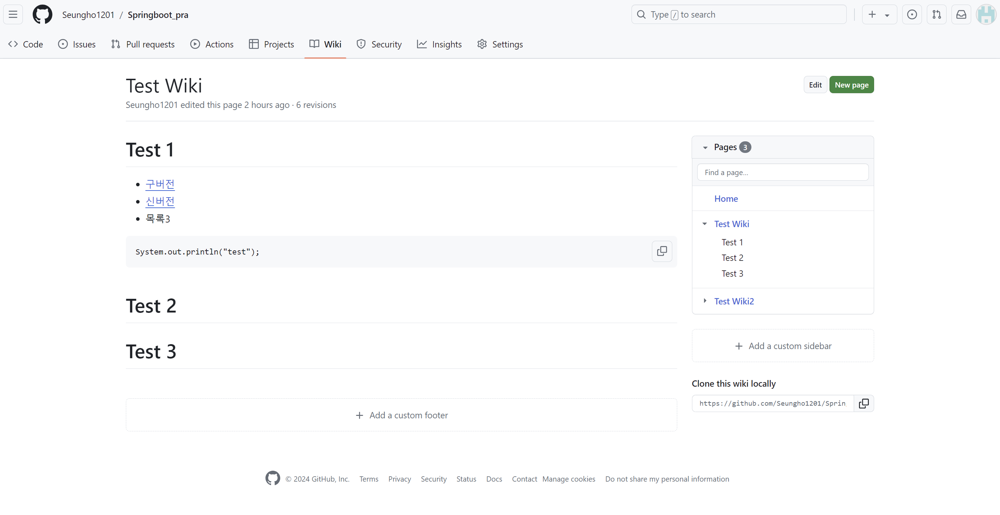 Seungho1201 / Springboot_pra
Type / to search
Code Issues Pull requests Actions Projects Wiki Security Insights Settings
Test Wiki
Edit New page
Seungho1201 edited this page 2 hours ago · 6 revisions
Test 1
구버전
신버전
목록3
System.out.println("test");
Test 2
Test 3
Add a custom footer
Pages 3
Find a page...
Home
Test Wiki
Test 1
Test 2
Test 3
Test Wiki2
Add a custom sidebar
Clone this wiki locally
https://github.com/Seungho1201/Sprin
© 2024 GitHub, Inc. Terms Privacy Security Status Docs Contact Manage cookies Do not share my personal information